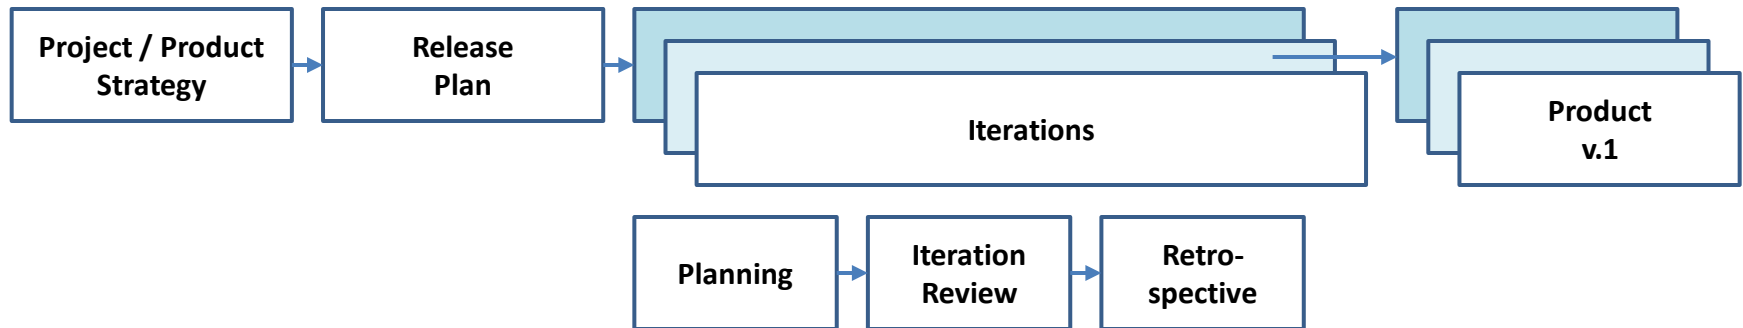 Project / Product
Strategy
Release
Plan
Iterations
Product
v.1
Planning
Iteration
Review
Retro-
spective